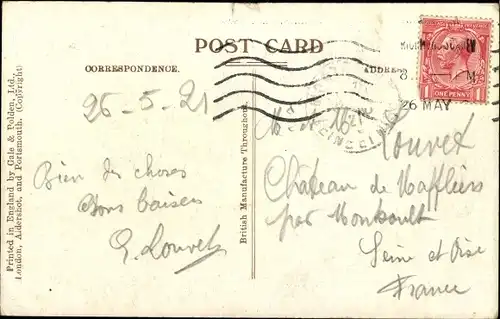 POST CARD
CORRESPONDENCE.
26-5-21
Bien des choses
Bons baisers
G. Louvet
Printed in England by Gale & Polden, Ltd.,
London, Aldershot, and Portsmouth. (Copyright)
British Manufacture Throughout.
ADDRESS
26 MAY
ONE PENNY
Louvet
Château de Maffliers
par Montsoult
Seine et Oise
France